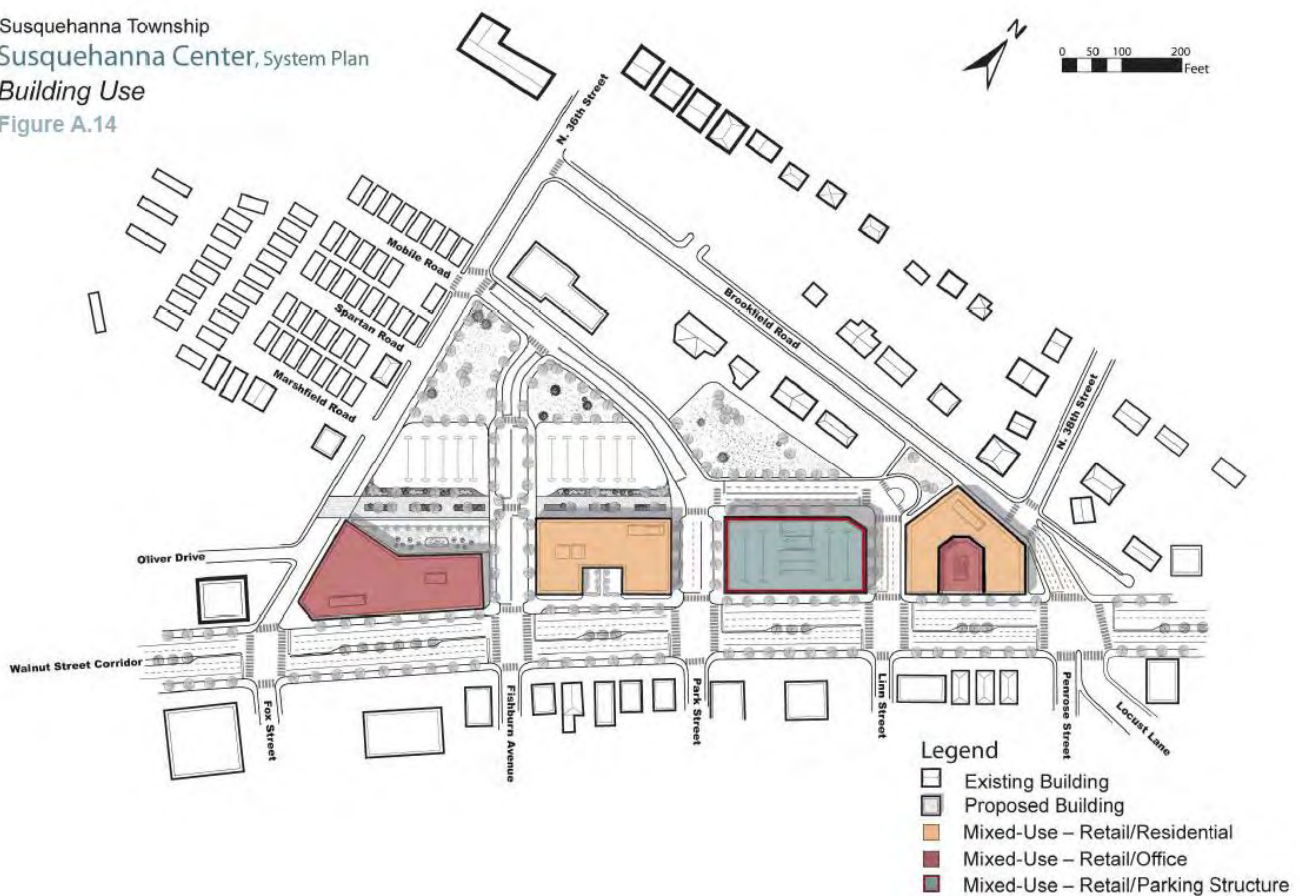 Susquehanna Township
Susquehanna Center, System Plan
Building Use
Figure A.14
N
0 50 100 200
Feet
N. 36th Street
Mobile Road
Spartan Road
Marshfield Road
Brookfield Road
N. 38th Street
Oliver Drive
Walnut Street Corridor
Fox Street
Fishburn Avenue
Park Street
Linn Street
Penrose Street
Locust Lane
Legend
Existing Building
Proposed Building
Mixed-Use – Retail/Residential
Mixed-Use – Retail/Office
Mixed-Use – Retail/Parking Structure